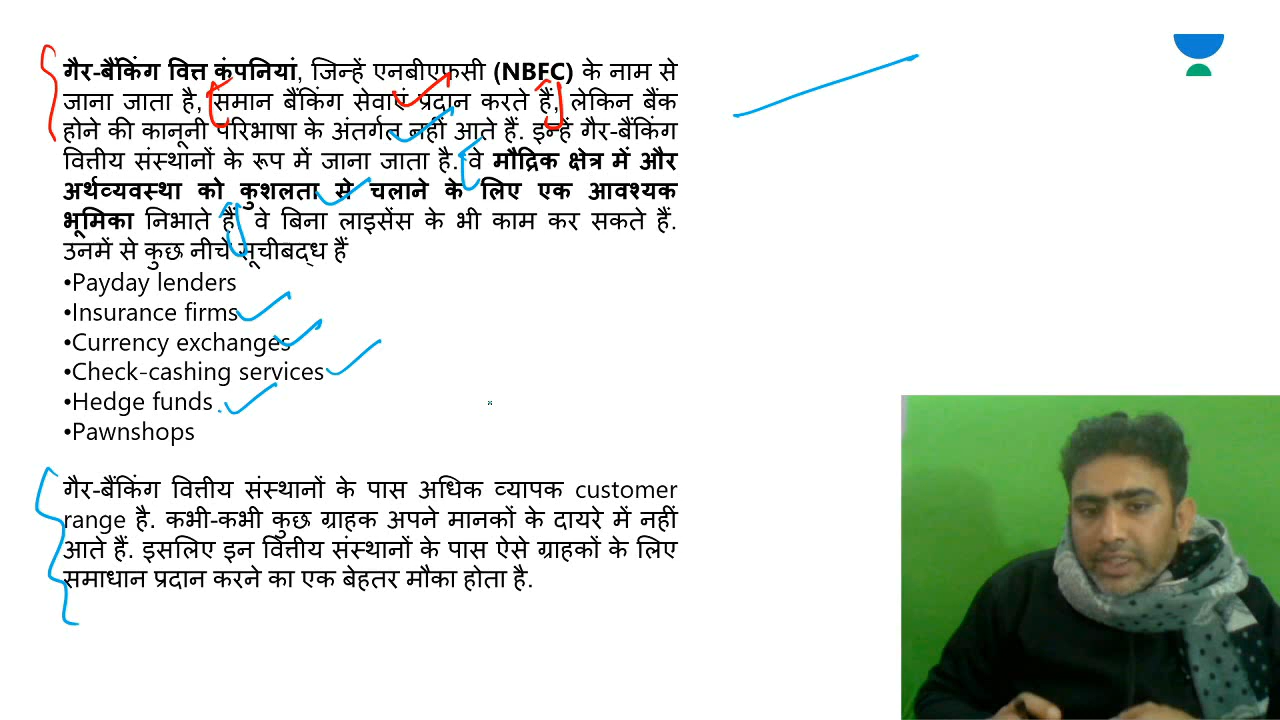 गैर-बैंकिंग वित्त कंपनियां, जिन्हें एनबीएफसी (NBFC) के नाम से
जाना जाता है, समान बैंकिंग सेवाएं प्रदान करते हैं, लेकिन बैंक
होने की कानूनी परिभाषा के अंतर्गत नहीं आते हैं. इन्हें गैर-बैंकिंग
वित्तीय संस्थानों के रूप में जाना जाता है. वे मौद्रिक क्षेत्र में और
अर्थव्यवस्था को कुशलता से चलाने के लिए एक आवश्यक
भूमिका निभाते हैं वे बिना लाइसेंस के भी काम कर सकते हैं.
उनमें से कुछ नीचे सूचीबद्ध हैं
•Payday lenders
•Insurance firms
•Currency exchanges
•Check-cashing services
•Hedge funds
•Pawnshops
गैर-बैंकिंग वित्तीय संस्थानों के पास अधिक व्यापक customer
range है. कभी-कभी कुछ ग्राहक अपने मानकों के दायरे में नहीं
आते हैं. इसलिए इन वित्तीय संस्थानों के पास ऐसे ग्राहकों के लिए
समाधान प्रदान करने का एक बेहतर मौका होता है.